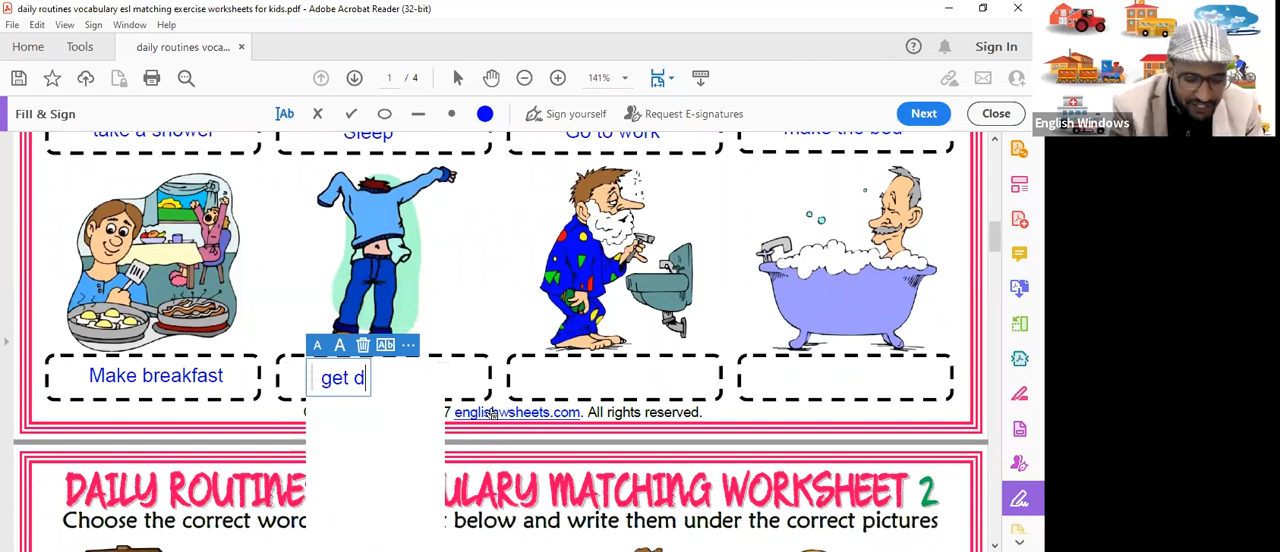 daily routines vocabulary esl matching exercise worksheets for kids.pdf - Adobe Acrobat Reader (32-bit)
File Edit View Sign Window Help
Home Tools daily routines voca... × Sign In
1 / 4 141%
Fill & Sign Ab Sign yourself Request E-signatures Next Close
English Windows
take a shower Sleep Go to work make the bed
A A Ab ...
Make breakfast get d
7 englishwsheets.com. All rights reserved.
DAILY ROUTINE ULARY MATCHING WORKSHEET 2
Choose the correct word below and write them under the correct pictures